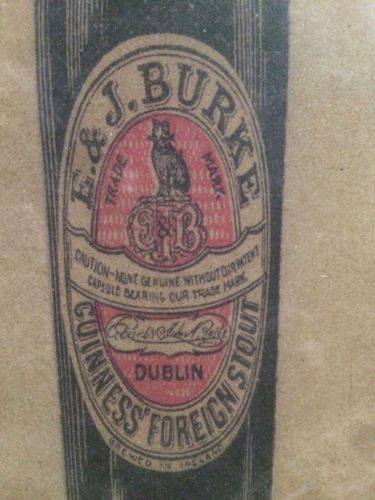 E. & J. BURKE
TRADE MARK
E & J B
CAUTION-NONE GENUINE WITHOUT OUR PATENT
CAPSULE BEARING OUR TRADE MARK
DUBLIN
GUINNESS' FOREIGN STOUT
BREWED IN IRELAND